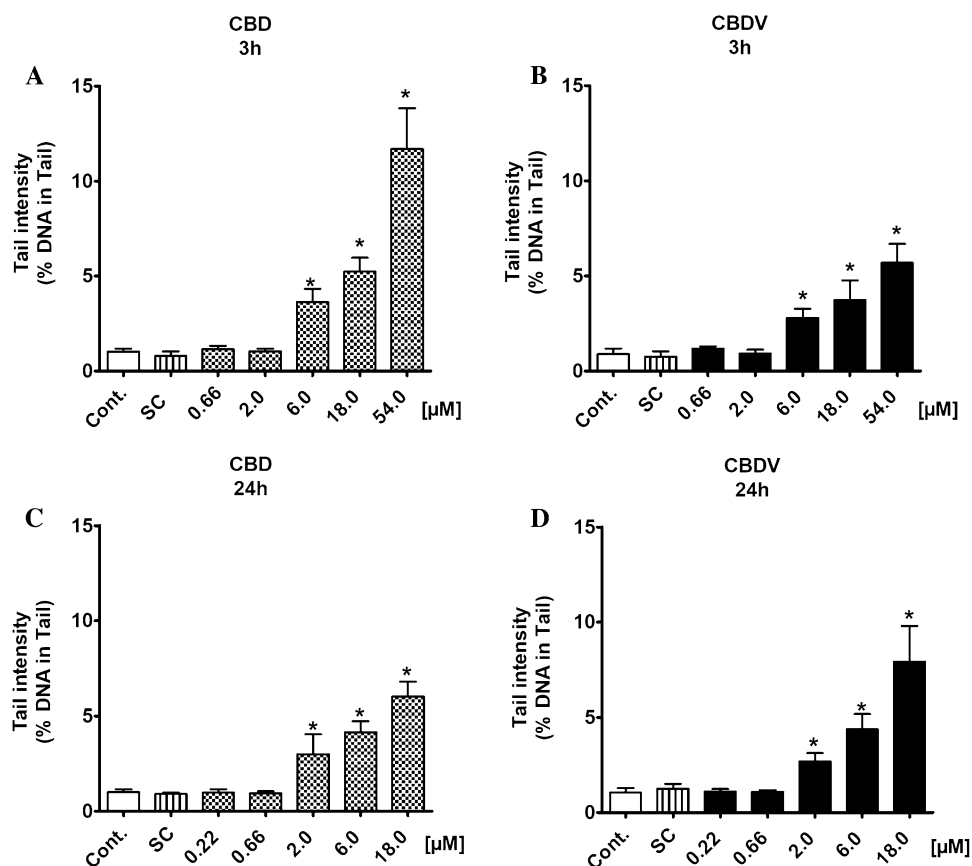 CBD
3h
A
15
10
5
0
Tail intensity
(% DNA in Tail)
*
*
*
Cont.
SC
0.66
2.0
6.0
18.0
54.0
[µM]
CBDV
3h
B
15
10
5
0
Tail intensity
(% DNA in Tail)
*
*
*
Cont.
SC
0.66
2.0
6.0
18.0
54.0
[µM]
CBD
24h
C
15
10
5
0
Tail intensity
(% DNA in Tail)
*
*
*
Cont.
SC
0.22
0.66
2.0
6.0
18.0
[µM]
CBDV
24h
D
15
10
5
0
Tail intensity
(% DNA in Tail)
*
*
*
Cont.
SC
0.22
0.66
2.0
6.0
18.0
[µM]